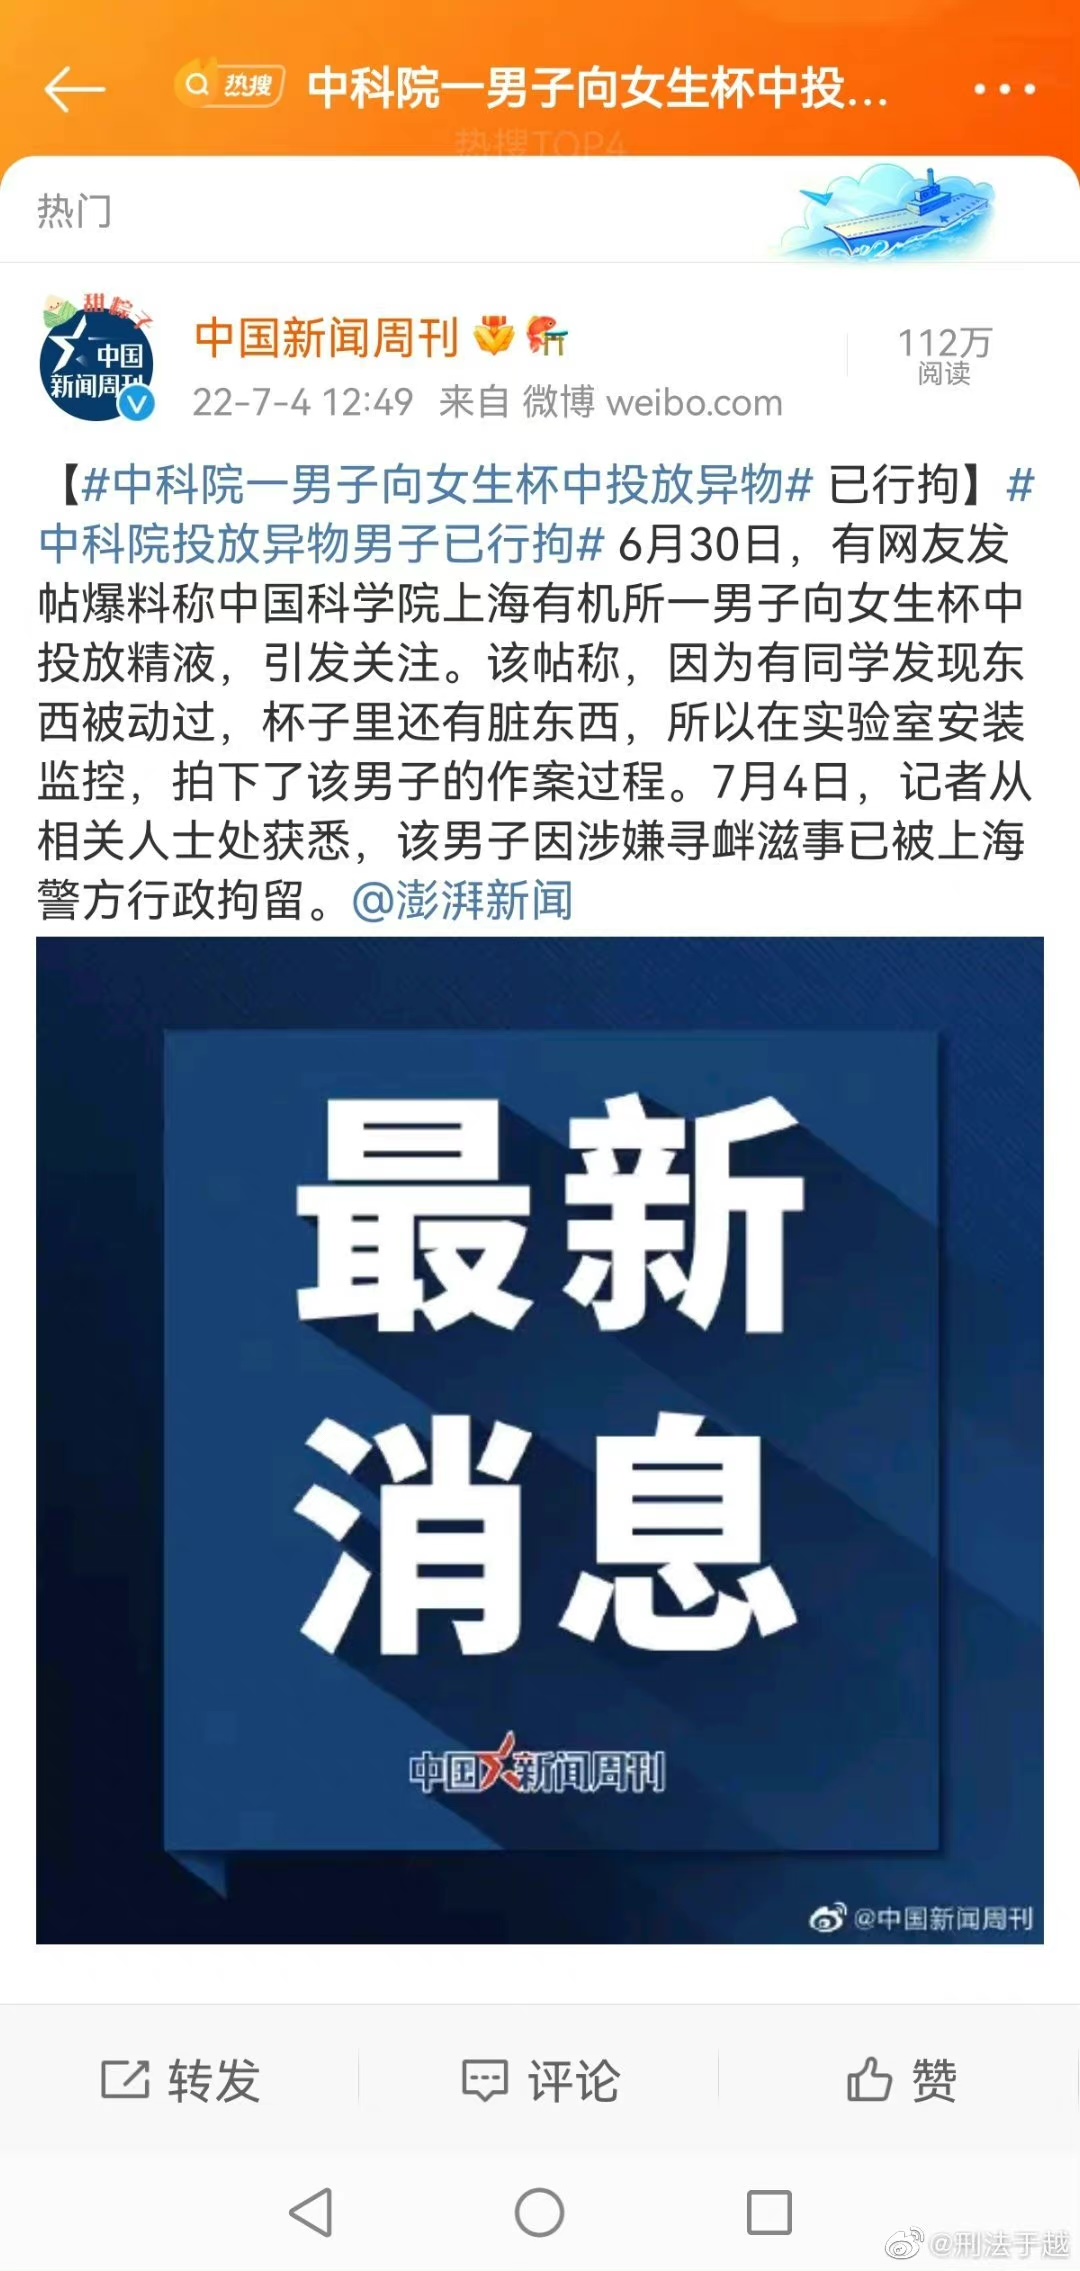 热搜 中科院一男子向女生杯中投...
热搜TOP4
热门
甜粽子
中国
新闻周刊
中国新闻周刊
112万
阅读
22-7-4 12:49 来自 微博 weibo.com
【#中科院一男子向女生杯中投放异物# 已行拘】#
中科院投放异物男子已行拘# 6月30日，有网友发
帖爆料称中国科学院上海有机所一男子向女生杯中
投放精液，引发关注。该帖称，因为有同学发现东
西被动过，杯子里还有脏东西，所以在实验室安装
监控，拍下了该男子的作案过程。7月4日，记者从
相关人士处获悉，该男子因涉嫌寻衅滋事已被上海
警方行政拘留。@澎湃新闻
最新
消息
中国新闻周刊
@中国新闻周刊
转发 评论 赞
@刑法于越